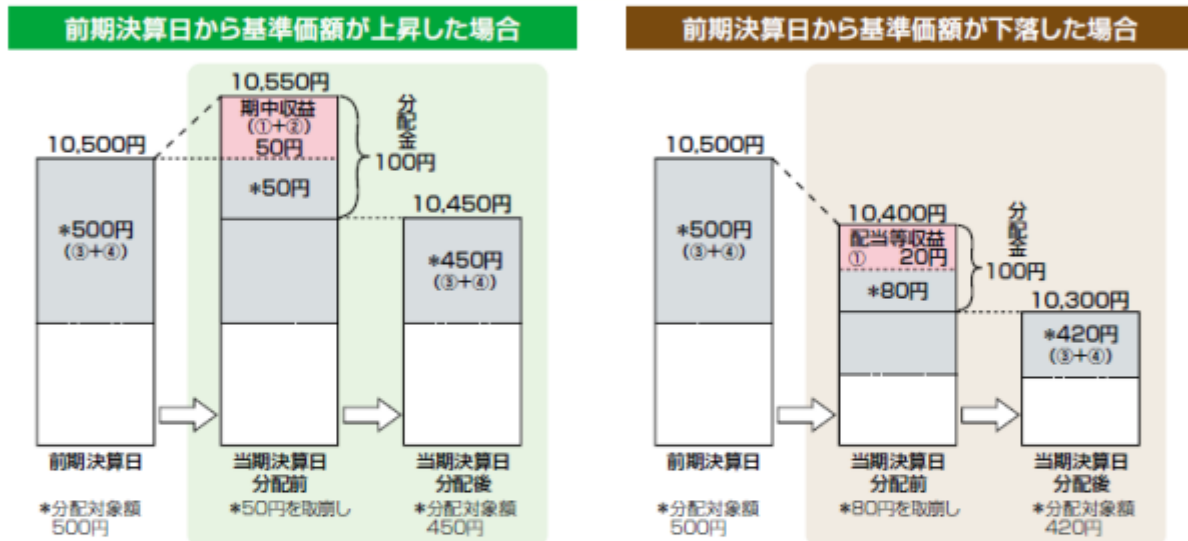 前期決算日から基準価額が上昇した場合
10,550円
期中収益
(①+②)
50円
*50円
分配金
100円
10,500円
*500円
(③+④)
10,450円
*450円
(③+④)
前期決算日
当期決算日
分配前
当期決算日
分配後
*分配対象額
500円
*50円を取崩し
*分配対象額
450円
前期決算日から基準価額が下落した場合
10,500円
*500円
(③+④)
10,400円
配当等収益
① 20円
*80円
分配金
100円
10,300円
*420円
(③+④)
前期決算日
当期決算日
分配前
当期決算日
分配後
*分配対象額
500円
*80円を取崩し
*分配対象額
420円